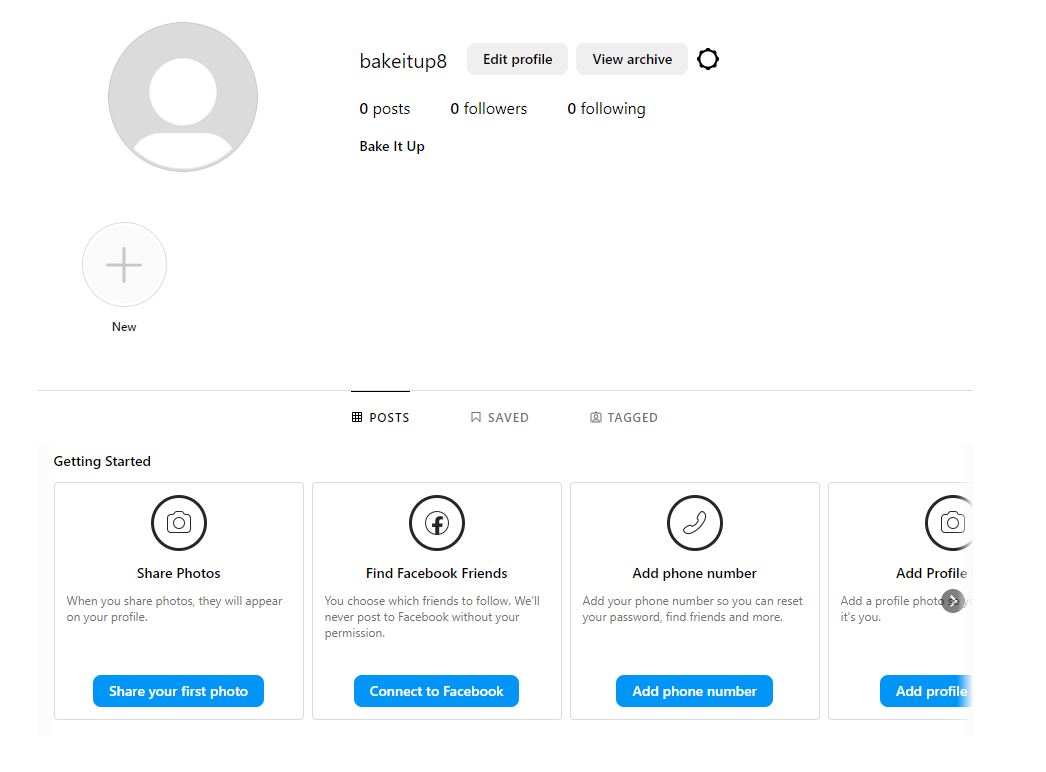 bakeitup8 Edit profile View archive
0 posts 0 followers 0 following
Bake It Up
New
POSTS SAVED TAGGED
Getting Started
Share Photos
When you share photos, they will appear
on your profile.
Share your first photo
Find Facebook Friends
You choose which friends to follow. We'll
never post to Facebook without your
permission.
Connect to Facebook
Add phone number
Add your phone number so you can reset
your password, find friends and more.
Add phone number
Add Profile
Add a profile photo
it's you.
Add profile